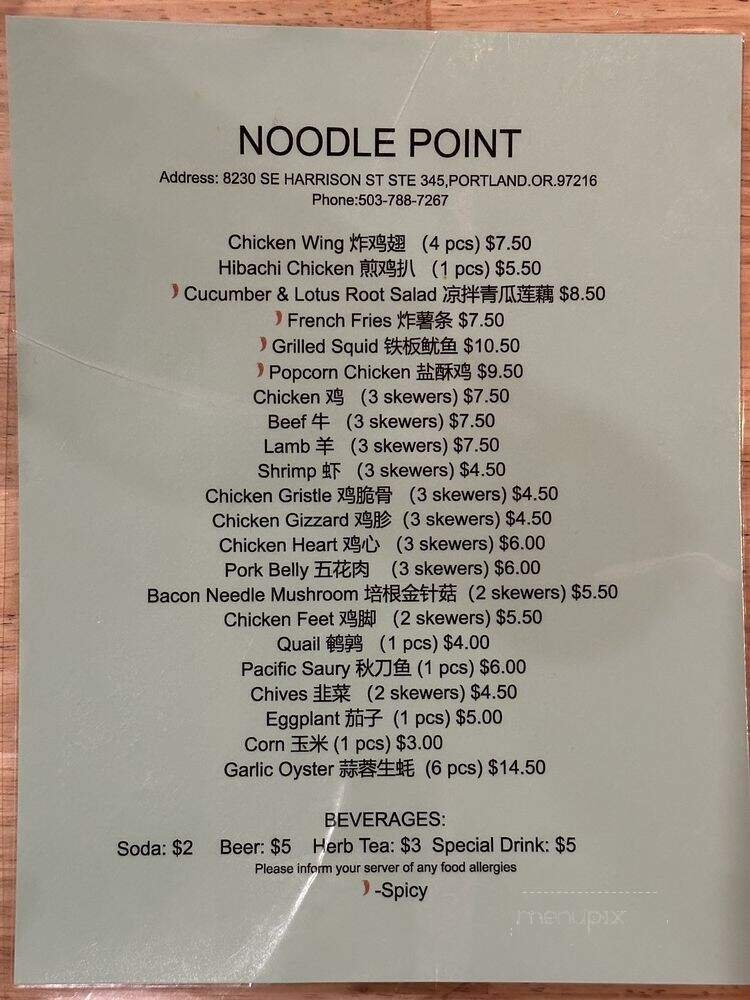 NOODLE POINT
Address: 8230 SE HARRISON ST STE 345,PORTLAND.OR.97216
Phone:503-788-7267
Chicken Wing 炸鸡翅 (4 pcs) $7.50
Hibachi Chicken 煎鸡扒 (1 pcs) $5.50
Cucumber & Lotus Root Salad 凉拌青瓜莲藕 $8.50
French Fries 炸薯条 $7.50
Grilled Squid 铁板鱿鱼 $10.50
Popcorn Chicken 盐酥鸡 $9.50
Chicken 鸡 (3 skewers) $7.50
Beef 牛 (3 skewers) $7.50
Lamb 羊 (3 skewers) $7.50
Shrimp 虾 (3 skewers) $4.50
Chicken Gristle 鸡脆骨 (3 skewers) $4.50
Chicken Gizzard 鸡胗 (3 skewers) $4.50
Chicken Heart 鸡心 (3 skewers) $6.00
Pork Belly 五花肉 (3 skewers) $6.00
Bacon Needle Mushroom 培根金针菇 (2 skewers) $5.50
Chicken Feet 鸡脚 (2 skewers) $5.50
Quail 鹌鹑 (1 pcs) $4.00
Pacific Saury 秋刀鱼 (1 pcs) $6.00
Chives 韭菜 (2 skewers) $4.50
Eggplant 茄子 (1 pcs) $5.00
Corn 玉米 (1 pcs) $3.00
Garlic Oyster 蒜蓉生蚝 (6 pcs) $14.50
BEVERAGES:
Soda: $2 Beer: $5 Herb Tea: $3 Special Drink: $5
Please inform your server of any food allergies
-Spicy
menupix